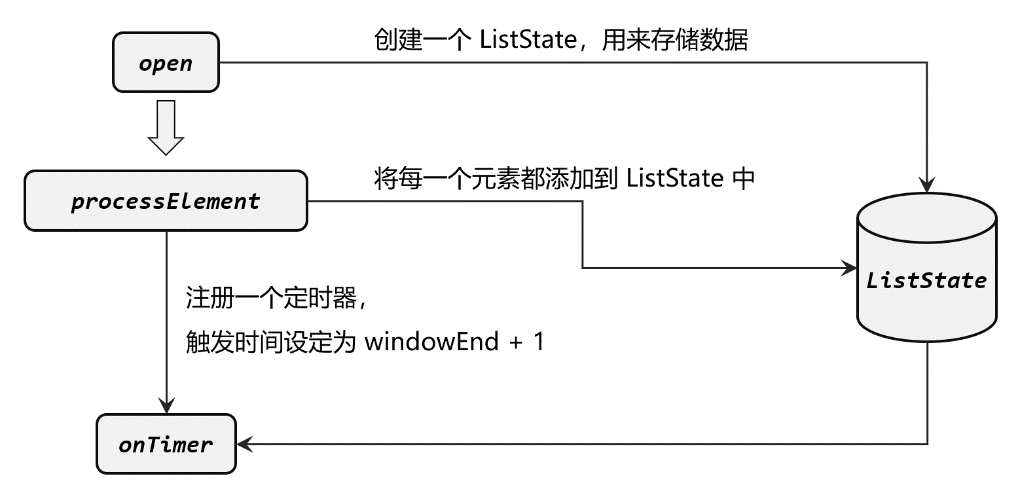 创建一个 ListState，用来存储数据
open
将每一个元素都添加到 ListState 中
processElement
ListState
注册一个定时器，
触发时间设定为 windowEnd + 1
onTimer